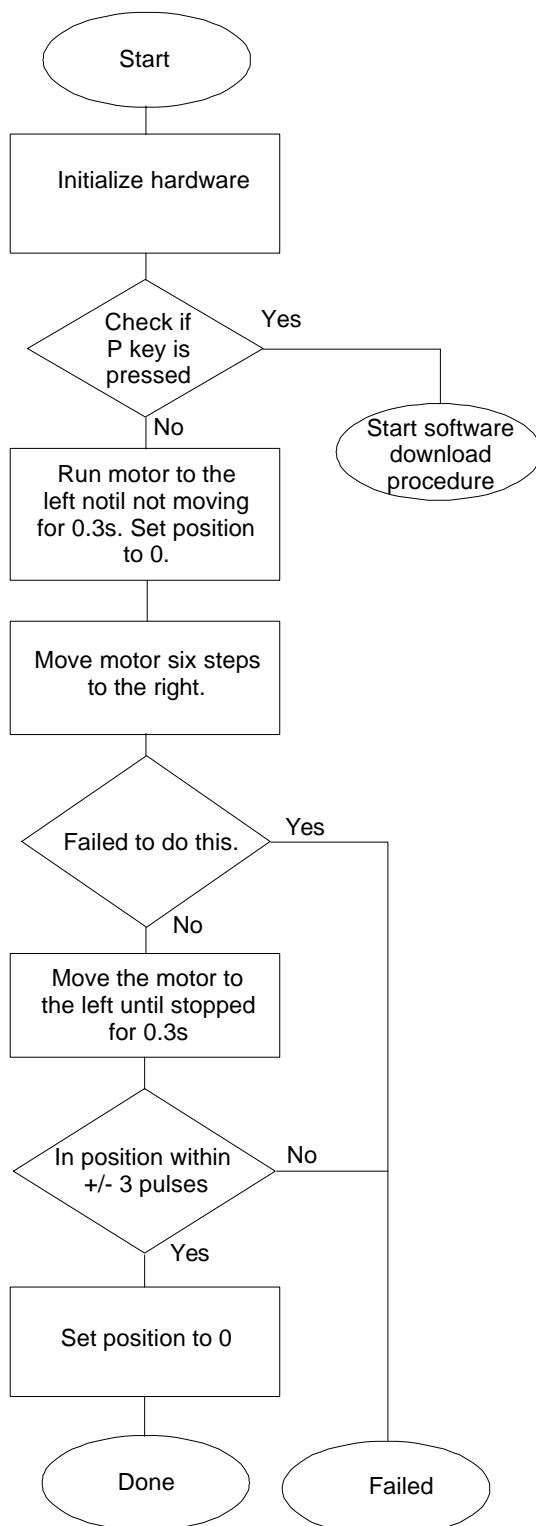 Start
Initialize hardware
Check if
P key is
pressed
Yes
Start software
download
procedure
No
Run motor to the
left notil not moving
for 0.3s. Set position
to 0.
Move motor six steps
to the right.
Failed to do this.
Yes
No
Move the motor to
the left until stopped
for 0.3s
In position within
+/- 3 pulses
No
Yes
Set position to 0
Done
Failed